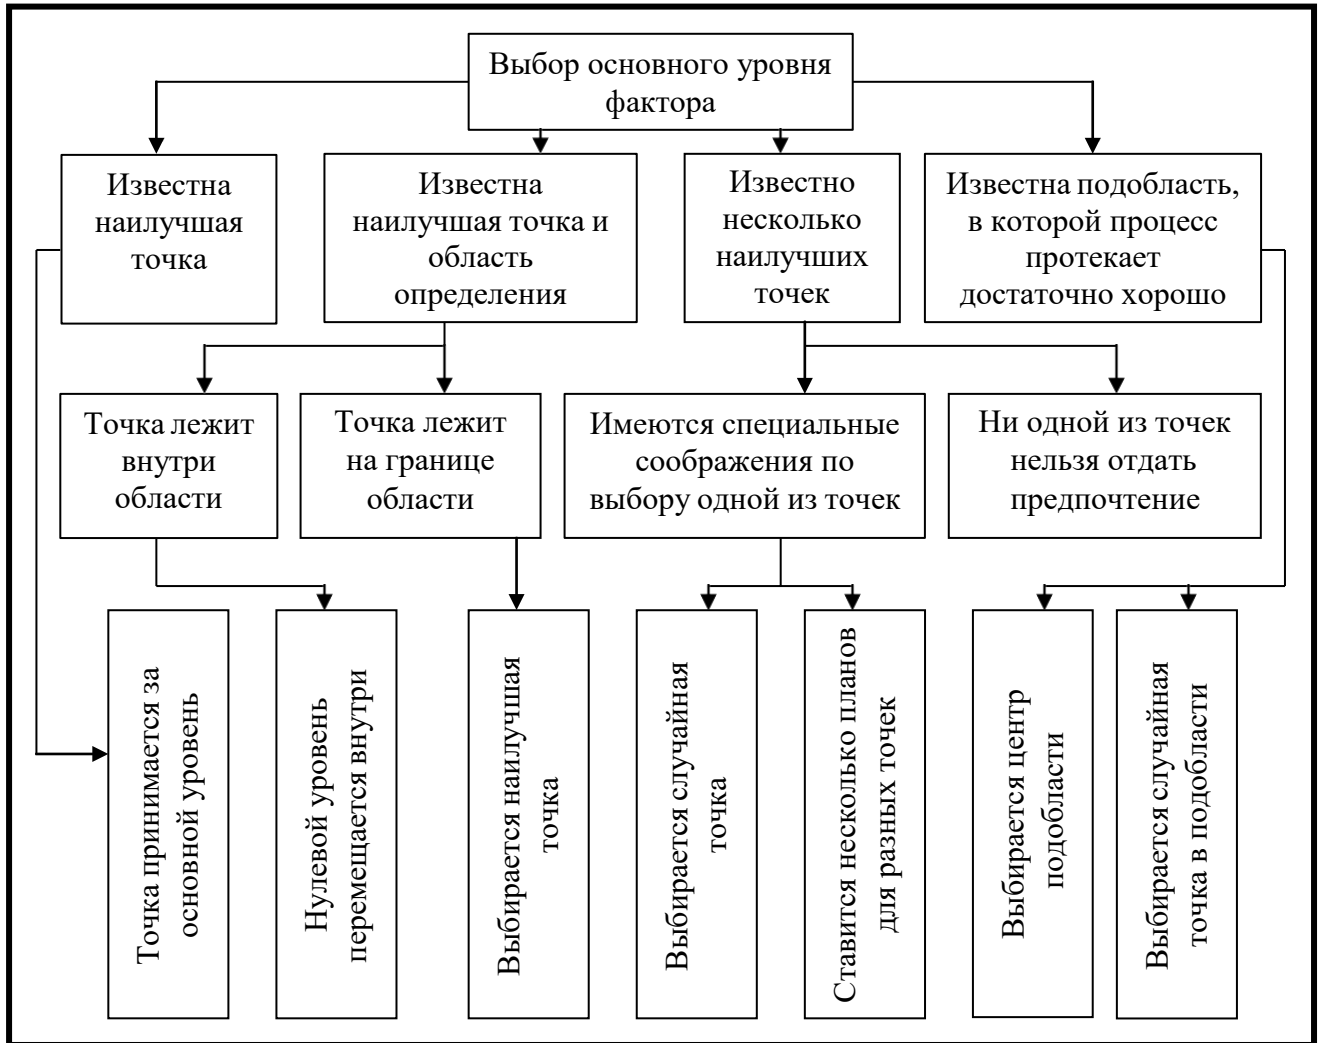 Выбор основного уровня
фактора
Известна
наилучшая
точка
Известна
наилучшая точка и
область
определения
Известно
несколько
наилучших
точек
Известна подобласть,
в которой процесс
протекает
достаточно хорошо
Точка лежит
внутри
области
Точка лежит
на границе
области
Имеются специальные
соображения по
выбору одной из точек
Ни одной из точек
нельзя отдать
предпочтение
Точка принимается за
основной уровень
Нулевой уровень
перемещается внутри
Выбирается наилучшая
точка
Выбирается случайная
точка
Ставится несколько планов
для разных точек
Выбирается центр
подобласти
Выбирается случайная
точка в подобласти